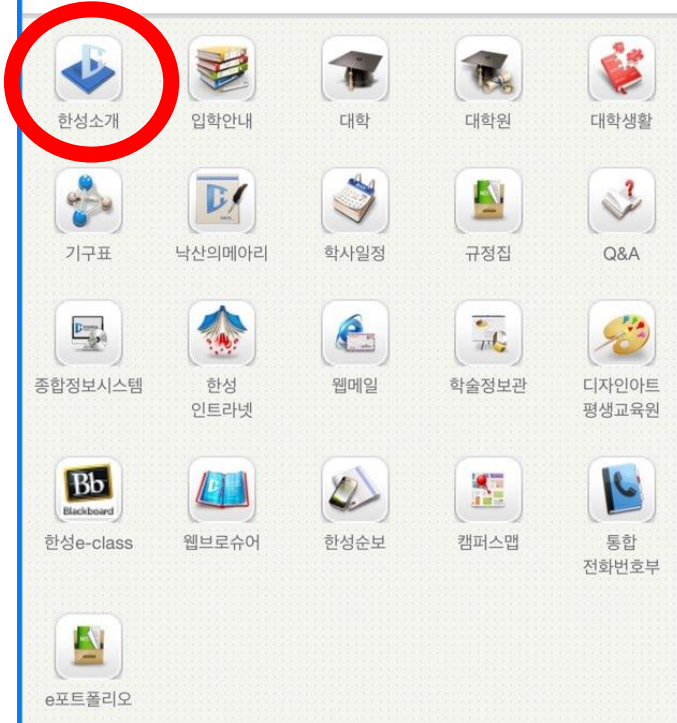 한성소개 입학안내 대학 대학원 대학생활
기구표 낙산의메아리 학사일정 규정집 Q&A
종합정보시스템 한성 웹메일 학술정보관 디자인아트
인트라넷 평생교육원
Bb
Blackboard
한성e-class 웹브로슈어 한성순보 캠퍼스맵 통합
전화번호부
e포트폴리오